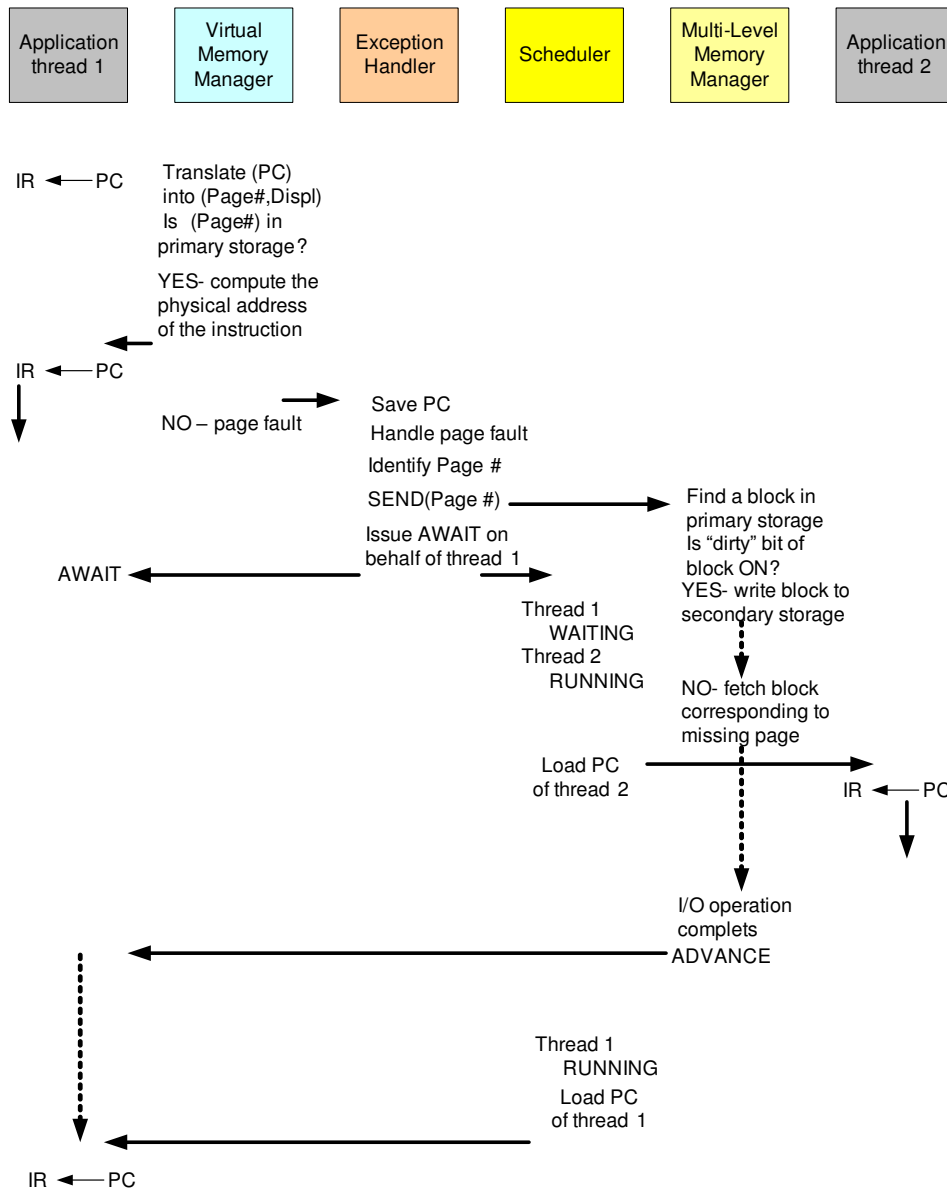 Application
thread 1
Virtual
Memory
Manager
Exception
Handler
Scheduler
Multi-Level
Memory
Manager
Application
thread 2
IR
PC
Translate (PC)
into (Page#,Displ)
Is (Page#) in
primary storage?
YES- compute the
physical address
of the instruction
IR
PC
NO – page fault
Save PC
Handle page fault
Identify Page #
SEND(Page #)
Issue AWAIT on
behalf of thread 1
AWAIT
Find a block in
primary storage
Is “dirty” bit of
block ON?
YES- write block to
secondary storage
Thread 1
WAITING
Thread 2
RUNNING
NO- fetch block
corresponding to
missing page
Load PC
of thread 2
IR
PC
I/O operation
complets
ADVANCE
Thread 1
RUNNING
Load PC
of thread 1
IR
PC